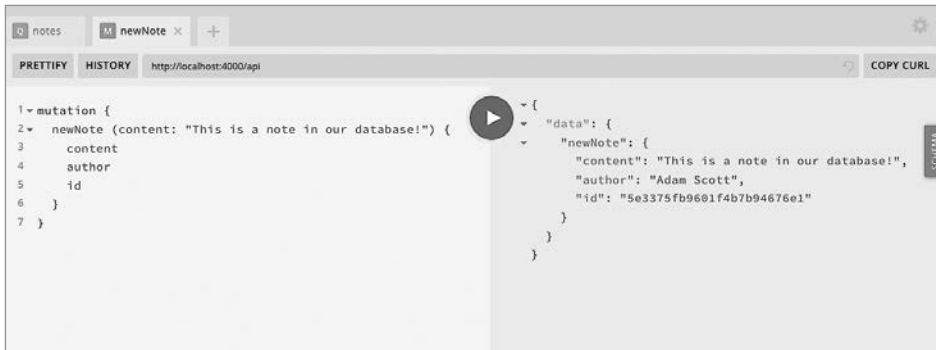 Q notes
M newNote × +
PRETTIFY HISTORY http://localhost:4000/api COPY CURL
1 mutation {
2 newNote (content: "This is a note in our database!") {
3 content
4 author
5 id
6 }
7 }
{
"data": {
"newNote": {
"content": "This is a note in our database!",
"author": "Adam Scott",
"id": "5e3375fb9601f4b7b94676e1"
}
}
}
SCHEMA